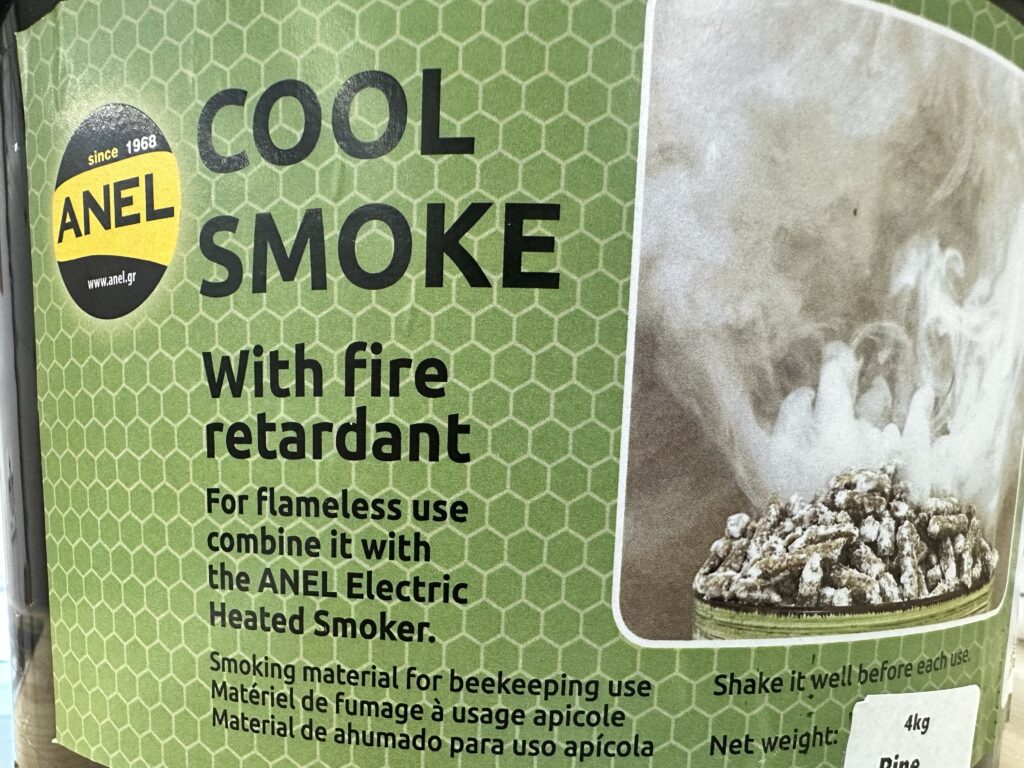 since 1968
ANEL
www.anel.gr
COOL
SMOKE
With fire
retardant
For flameless use
combine it with
the ANEL Electric
Heated Smoker.
Smoking material for beekeeping use
Matériel de fumage à usage apicole
Material de ahumado para uso apícola
Shake it well before each use.
Net weight:
4kg
Pine